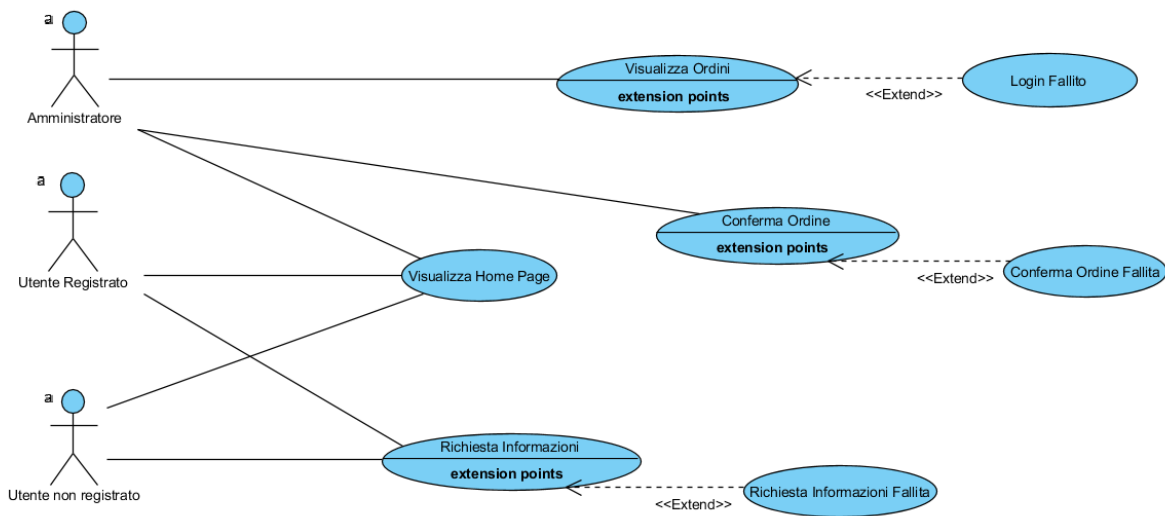 a
Amministratore
Visualizza Ordini
extension points
<<Extend>>
Login Fallito
a
Utente Registrato
Conferma Ordine
extension points
<<Extend>>
Conferma Ordine Fallita
Visualizza Home Page
a
Utente non registrato
Richiesta Informazioni
extension points
<<Extend>>
Richiesta Informazioni Fallita